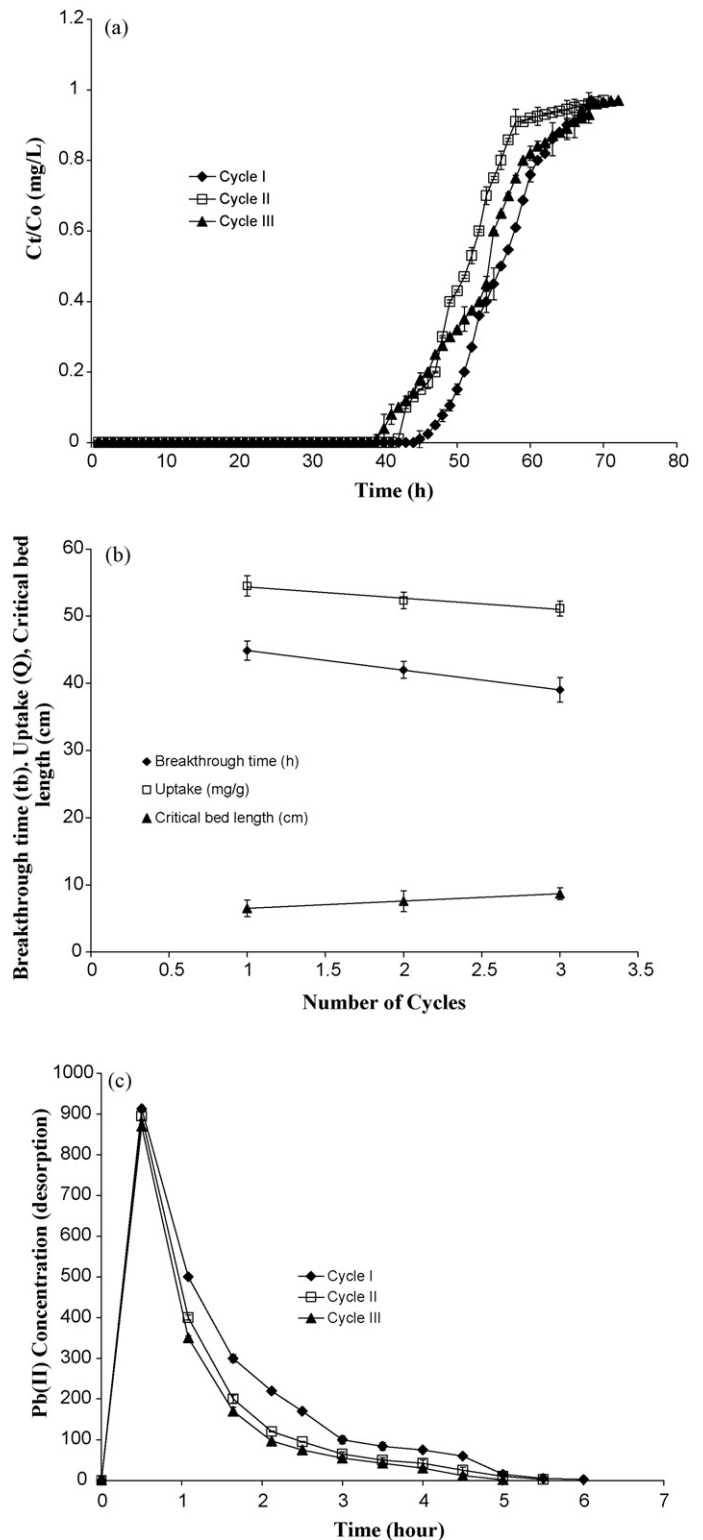 (a)
1.2
1
0.8
0.6
0.4
0.2
0
Ct/Co (mg/L)
Cycle I
Cycle II
Cycle III
0 10 20 30 40 50 60 70 80
Time (h)
(b)
60
50
40
30
20
10
0
Breakthrough time (tb). Uptake (Q), Critical bed
length (cm)
Breakthrough time (h)
Uptake (mg/g)
Critical bed length (cm)
0 0.5 1 1.5 2 2.5 3 3.5
Number of Cycles
(c)
1000
900
800
700
600
500
400
300
200
100
0
Pb(II) Concentration (desorption)
Cycle I
Cycle II
Cycle III
0 1 2 3 4 5 6 7
Time (hour)